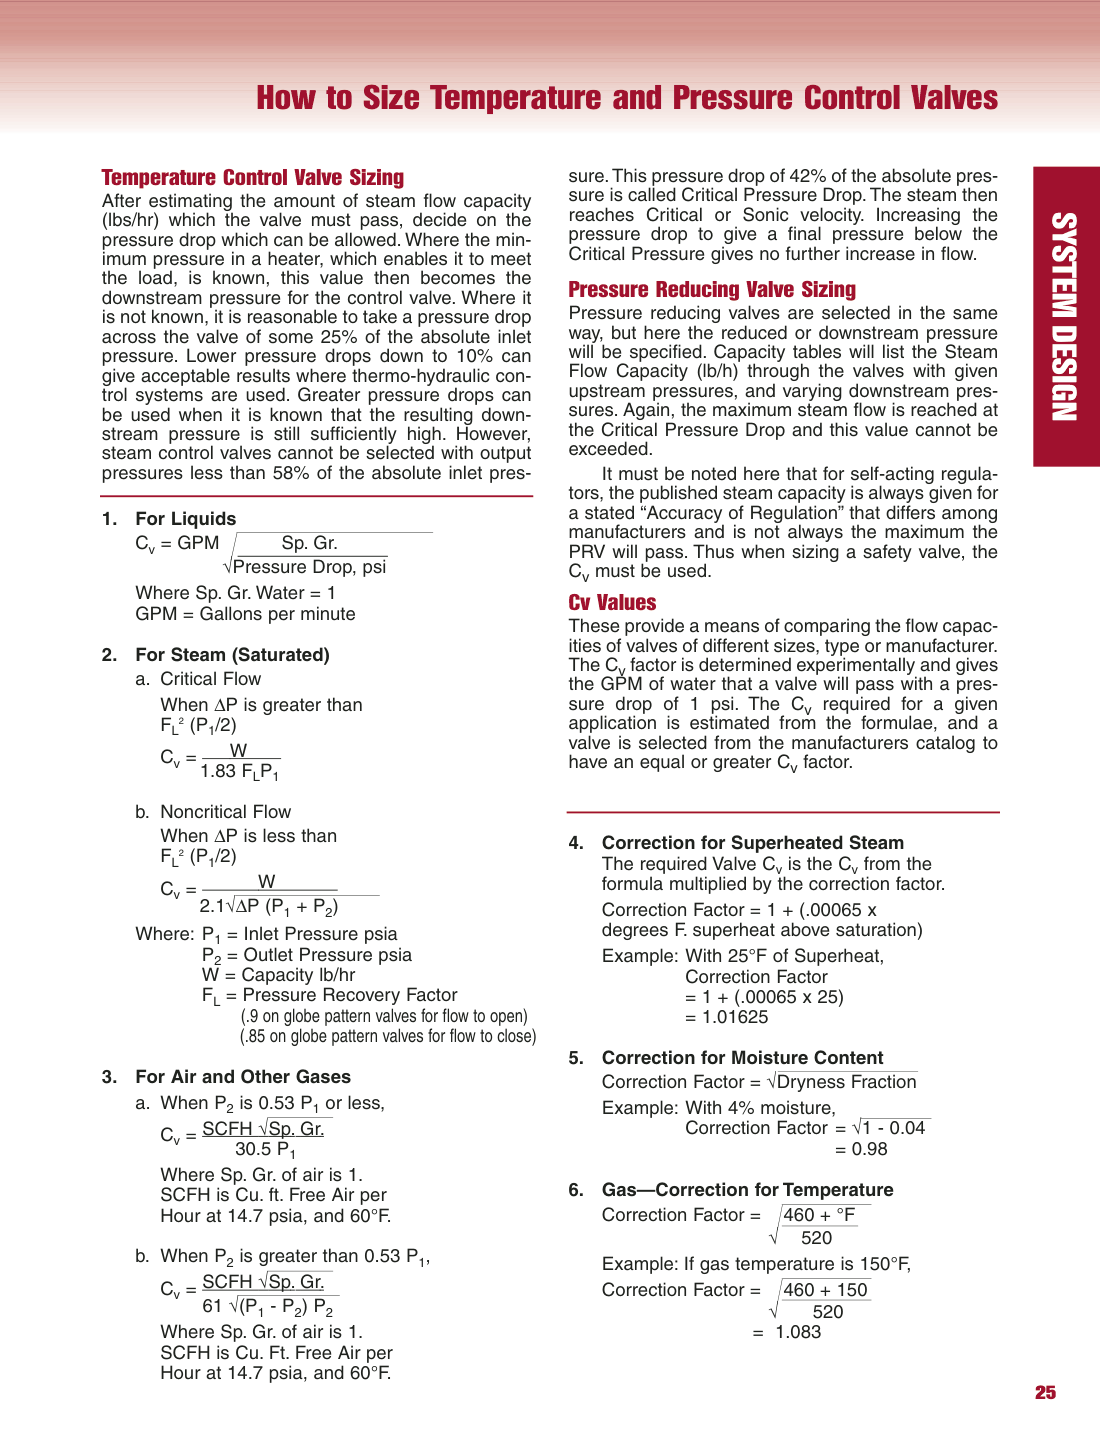 How to Size Temperature and Pressure Control Valves
Temperature Control Valve Sizing
After estimating the amount of steam flow capacity
(lbs/hr) which the valve must pass, decide on the
pressure drop which can be allowed. Where the min-
imum pressure in a heater, which enables it to meet
the load, is known, this value then becomes the
downstream pressure for the control valve. Where it
is not known, it is reasonable to take a pressure drop
across the valve of some 25% of the absolute inlet
pressure. Lower pressure drops down to 10% can
give acceptable results where thermo-hydraulic con-
trol systems are used. Greater pressure drops can
be used when it is known that the resulting down-
stream pressure is still sufficiently high. However,
steam control valves cannot be selected with output
pressures less than 58% of the absolute inlet pres-
sure. This pressure drop of 42% of the absolute pres-
sure is called Critical Pressure Drop. The steam then
reaches Critical or Sonic velocity. Increasing the
pressure drop to give a final pressure below the
Critical Pressure gives no further increase in flow.
Pressure Reducing Valve Sizing
Pressure reducing valves are selected in the same
way, but here the reduced or downstream pressure
will be specified. Capacity tables will list the Steam
Flow Capacity (lb/h) through the valves with given
upstream pressures, and varying downstream pres-
sures. Again, the maximum steam flow is reached at
the Critical Pressure Drop and this value cannot be
exceeded.
It must be noted here that for self-acting regula-
tors, the published steam capacity is always given for
a stated “Accuracy of Regulation” that differs among
manufacturers and is not always the maximum the
PRV will pass. Thus when sizing a safety valve, the
Cv must be used.
Cv Values
These provide a means of comparing the flow capac-
ities of valves of different sizes, type or manufacturer.
The Cv factor is determined experimentally and gives
the GPM of water that a valve will pass with a pres-
sure drop of 1 psi. The Cv required for a given
application is estimated from the formulae, and a
valve is selected from the manufacturers catalog to
have an equal or greater Cv factor.
SYSTEM DESIGN
1. For Liquids
Cv = GPM Sp. Gr.
√Pressure Drop, psi
Where Sp. Gr. Water = 1
GPM = Gallons per minute
2. For Steam (Saturated)
a. Critical Flow
When ∆P is greater than
FL² (P1/2)
Cv = W
1.83 FLP1
b. Noncritical Flow
When ∆P is less than
FL² (P1/2)
Cv = W
2.1√∆P (P1 + P2)
Where: P1 = Inlet Pressure psia
P2 = Outlet Pressure psia
W = Capacity lb/hr
FL = Pressure Recovery Factor
(.9 on globe pattern valves for flow to open)
(.85 on globe pattern valves for flow to close)
3. For Air and Other Gases
a. When P2 is 0.53 P1 or less,
Cv = SCFH √Sp. Gr.
30.5 P1
Where Sp. Gr. of air is 1.
SCFH is Cu. ft. Free Air per
Hour at 14.7 psia, and 60°F.
b. When P2 is greater than 0.53 P1,
Cv = SCFH √Sp. Gr.
61 √(P1 - P2) P2
Where Sp. Gr. of air is 1.
SCFH is Cu. Ft. Free Air per
Hour at 14.7 psia, and 60°F.
4. Correction for Superheated Steam
The required Valve Cv is the Cv from the
formula multiplied by the correction factor.
Correction Factor = 1 + (.00065 x
degrees F. superheat above saturation)
Example: With 25°F of Superheat,
Correction Factor
= 1 + (.00065 x 25)
= 1.01625
5. Correction for Moisture Content
Correction Factor = √Dryness Fraction
Example: With 4% moisture,
Correction Factor = √1 - 0.04
= 0.98
6. Gas—Correction for Temperature
Correction Factor = 460 + °F
√ 520
Example: If gas temperature is 150°F,
Correction Factor = 460 + 150
√ 520
= 1.083
25